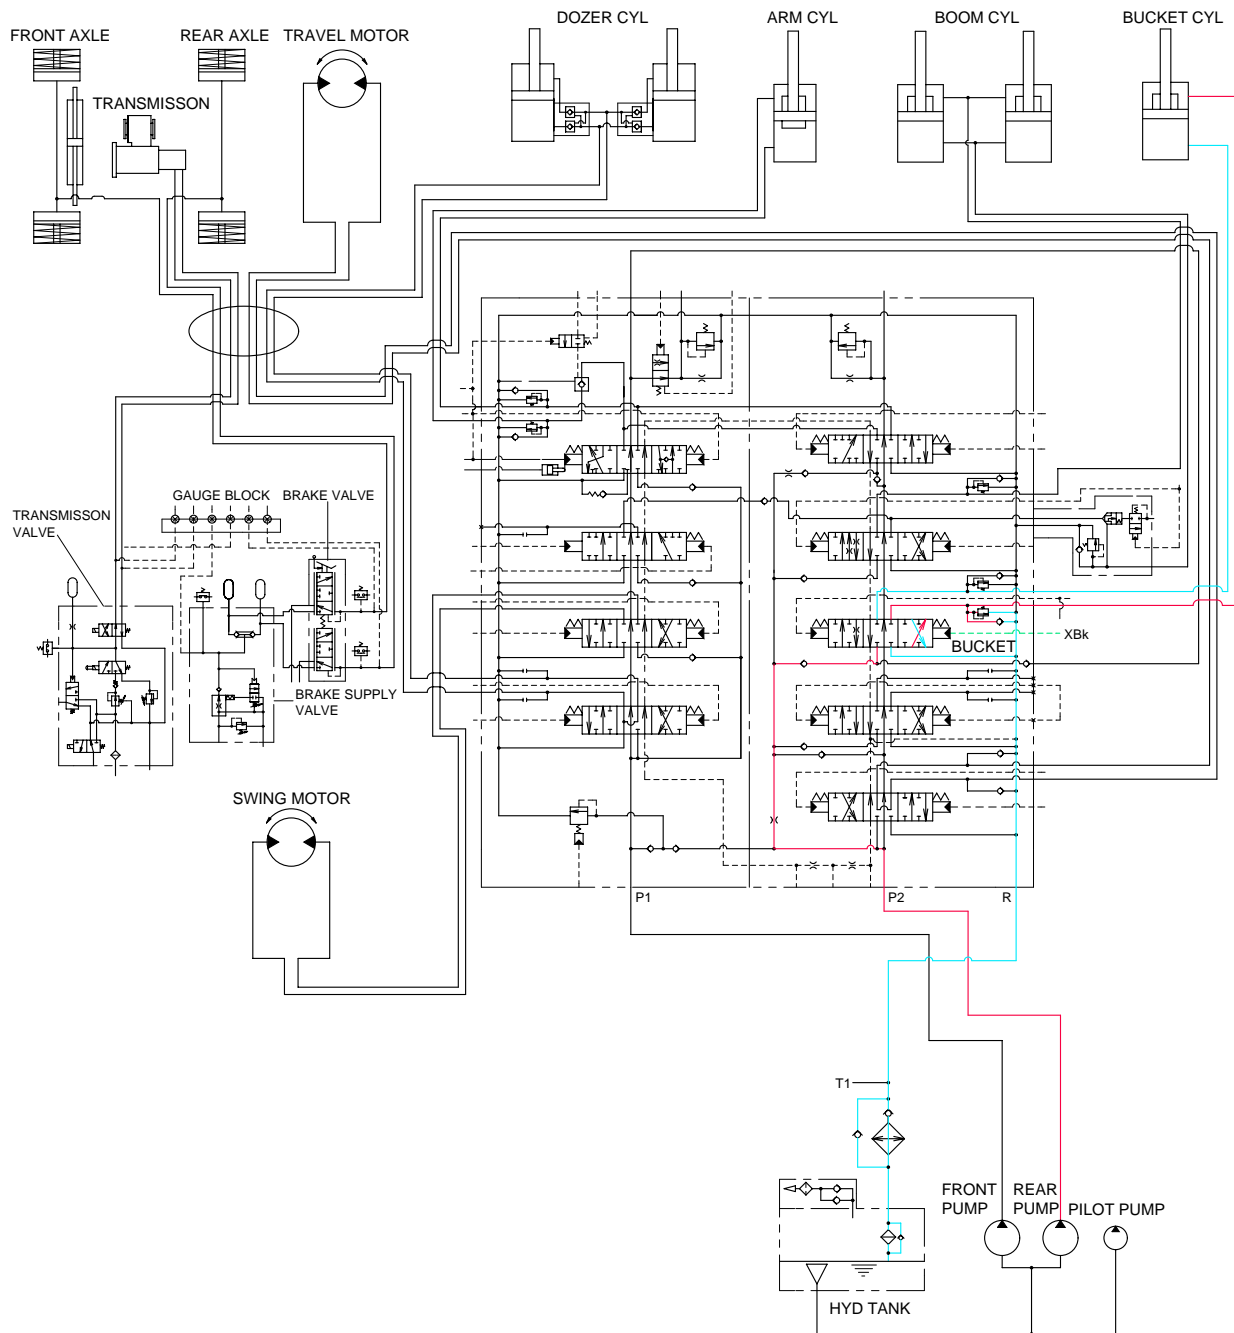 DOZER CYL
ARM CYL
BOOM CYL
BUCKET CYL
FRONT AXLE
REAR AXLE
TRAVEL MOTOR
TRANSMISSON
GAUGE BLOCK
BRAKE VALVE
TRANSMISSON
VALVE
XBk
BUCKET
BRAKE SUPPLY
VALVE
SWING MOTOR
P1
P2
R
T1
FRONT
PUMP
REAR
PUMP
PILOT PUMP
HYD TANK